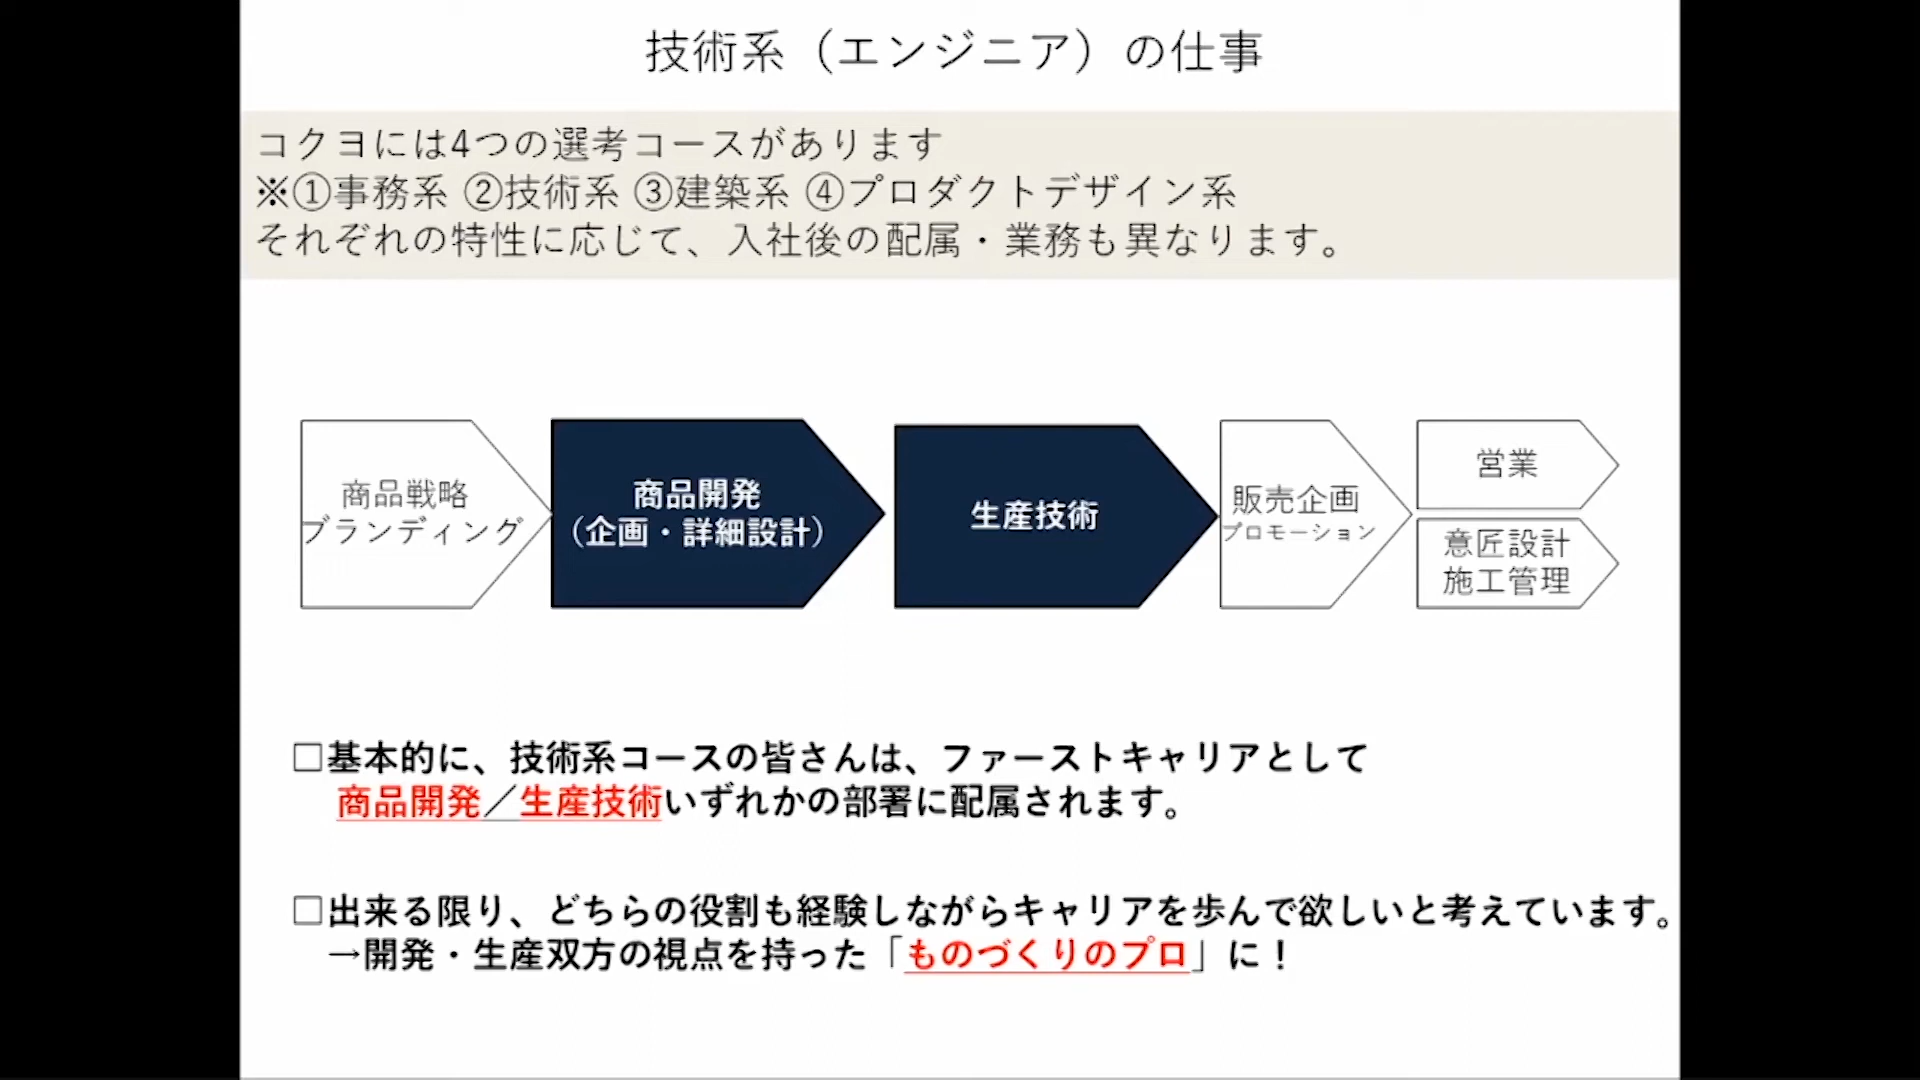 技術系（エンジニア）の仕事
コクヨには4つの選考コースがあります
※①事務系 ②技術系 ③建築系 ④プロダクトデザイン系
それぞれの特性に応じて、入社後の配属・業務も異なります。
商品戦略
ブランディング
商品開発
（企画・詳細設計）
生産技術
販売企画
プロモーション
営業
意匠設計
施工管理
□基本的に、技術系コースの皆さんは、ファーストキャリアとして
商品開発／生産技術いずれかの部署に配属されます。
□出来る限り、どちらの役割も経験しながらキャリアを歩んで欲しいと考えています。
→開発・生産双方の視点を持った「ものづくりのプロ」に！